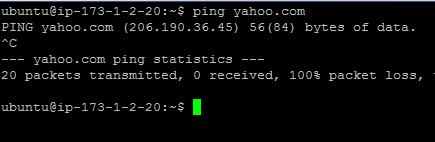 ubuntu@ip-173-1-2-20:~$ ping yahoo.com
PING yahoo.com (206.190.36.45) 56(84) bytes of data.
^C
--- yahoo.com ping statistics ---
20 packets transmitted, 0 received, 100% packet loss,
ubuntu@ip-173-1-2-20:~$